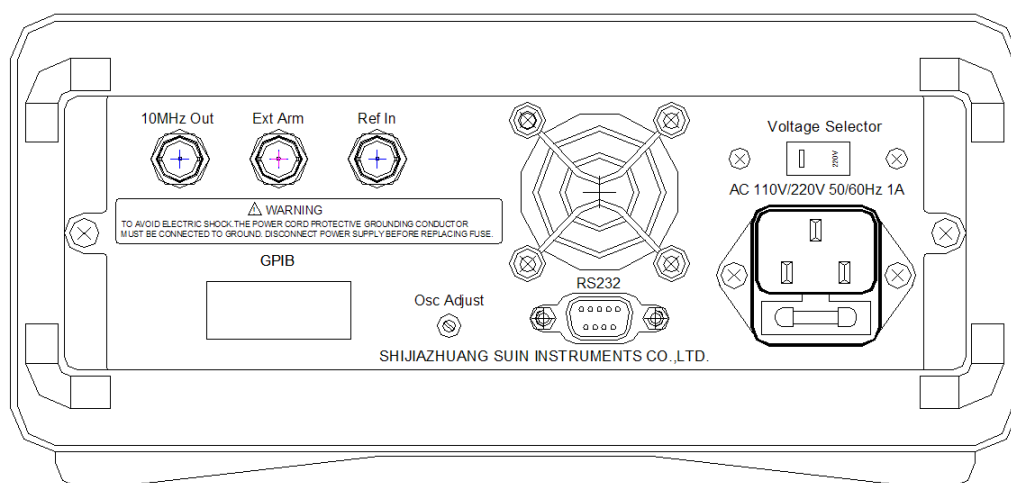 10MHz Out
Ext Arm
Ref In
Voltage Selector
220V
AC 110V/220V 50/60Hz 1A
WARNING
TO AVOID ELECTRIC SHOCK.THE POWER CORD PROTECTIVE GROUNDING CONDUCTOR
MUST BE CONNECTED TO GROUND. DISCONNECT POWER SUPPLY BEFORE REPLACING FUSE.
GPIB
Osc Adjust
RS232
SHIJIAZHUANG SUIN INSTRUMENTS CO.,LTD.